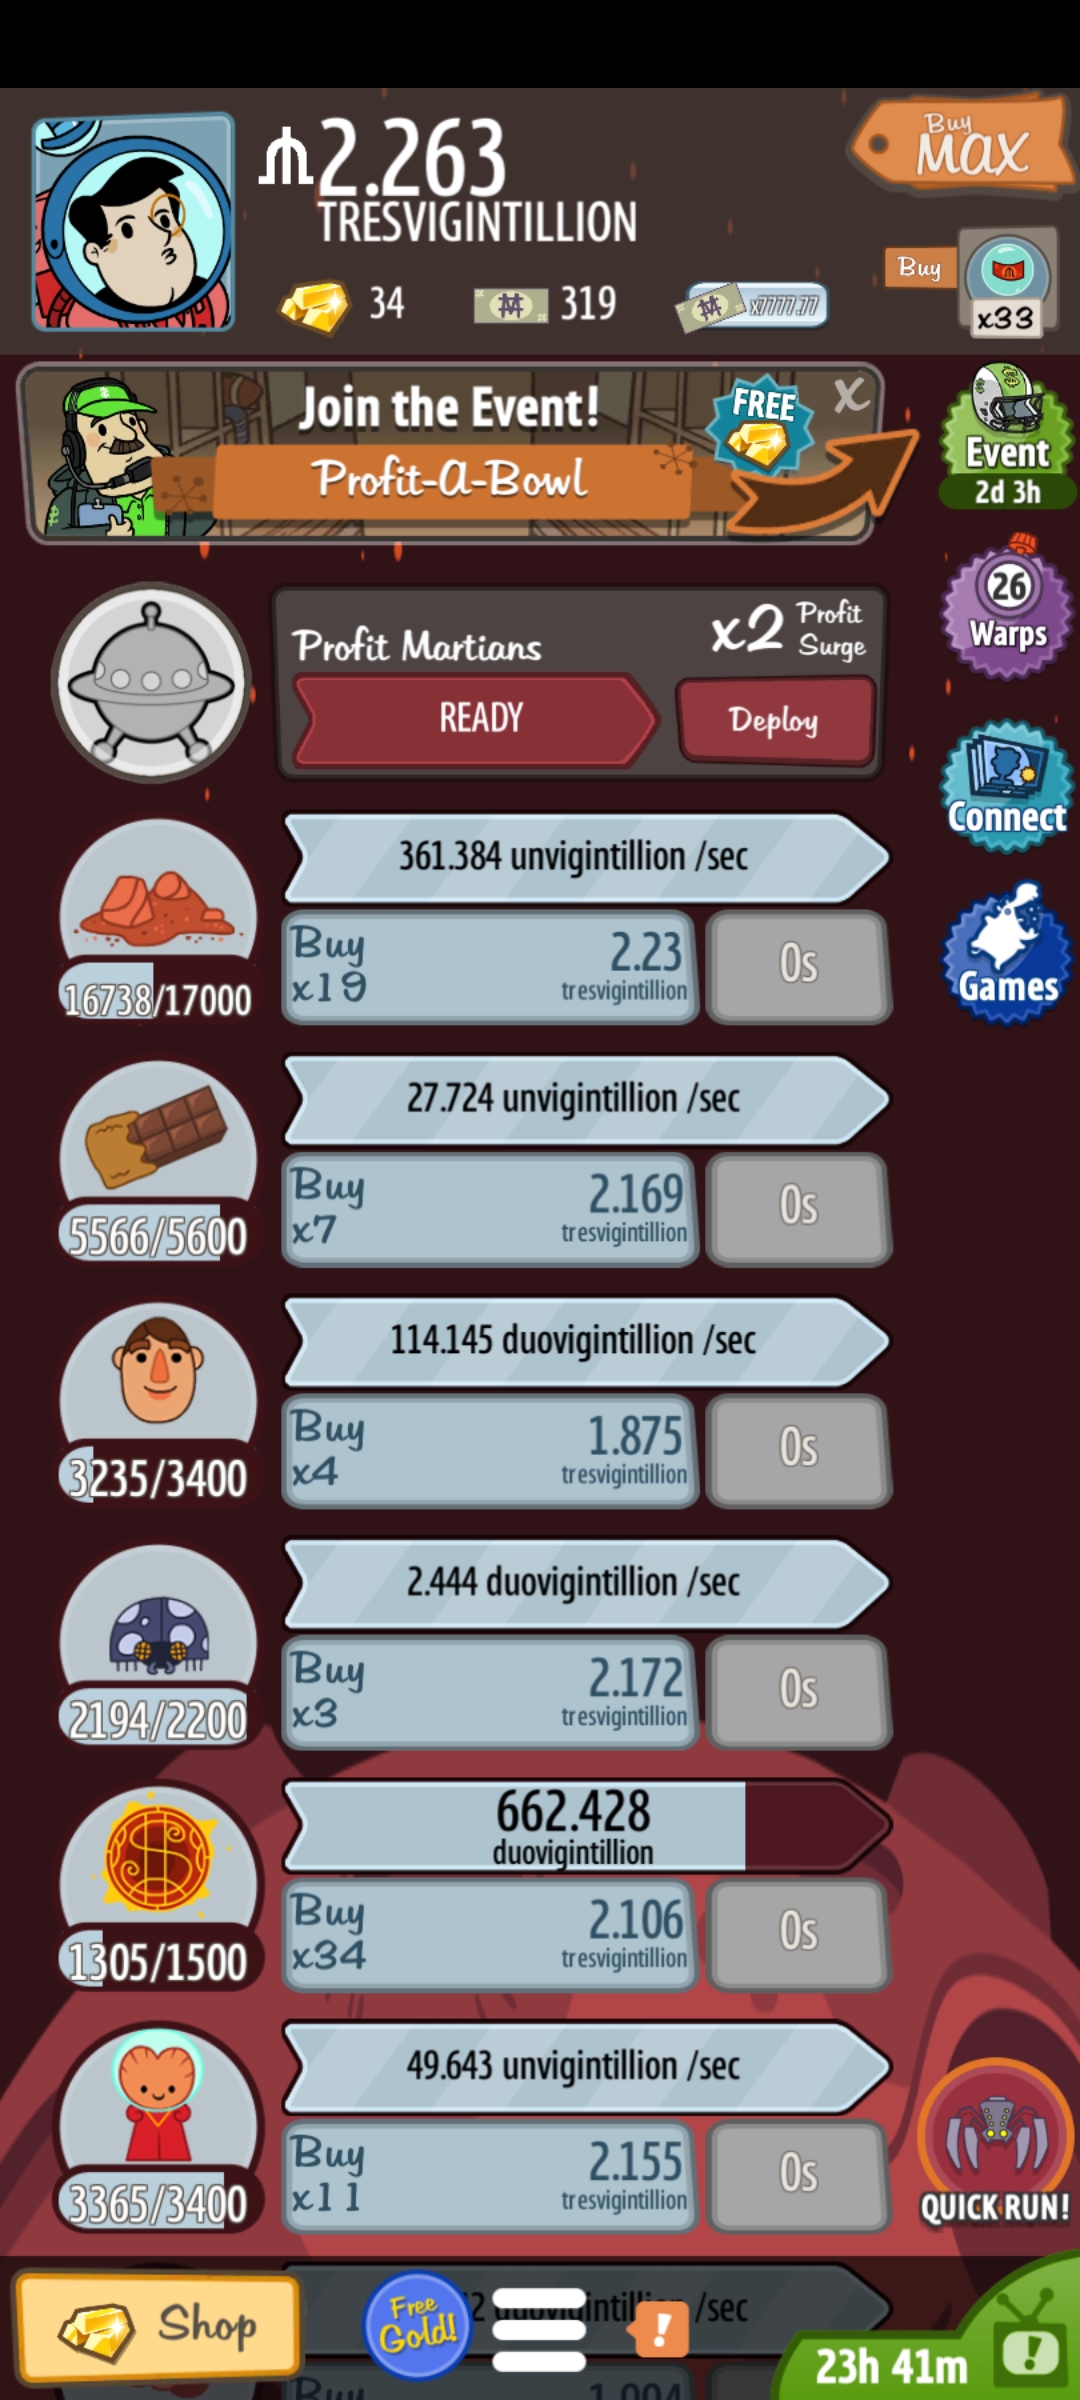 2.263
TRESVIGINTILLION
Buy
MAX
34
319
x7777.77
Buy
x33
Join the Event!
Profit-A-Bowl
FREE
X
Event
2d 3h
26
Warps
Profit Martians
x2 Profit Surge
READY
Deploy
Connect
361.384 unvigintillion /sec
Buy
x19
2.23
tresvigintillion
0s
16738/17000
Games
27.724 unvigintillion /sec
Buy
x7
2.169
tresvigintillion
0s
5566/5600
114.145 duovigintillion /sec
Buy
x4
1.875
tresvigintillion
0s
3235/3400
2.444 duovigintillion /sec
Buy
x3
2.172
tresvigintillion
0s
2194/2200
662.428
duovigintillion
Buy
x34
2.106
tresvigintillion
0s
1305/1500
49.643 unvigintillion /sec
Buy
x11
2.155
tresvigintillion
0s
3365/3400
QUICK RUN!
Shop
Free
Gold!
!
/sec
23h 41m
!
Buy
1.004